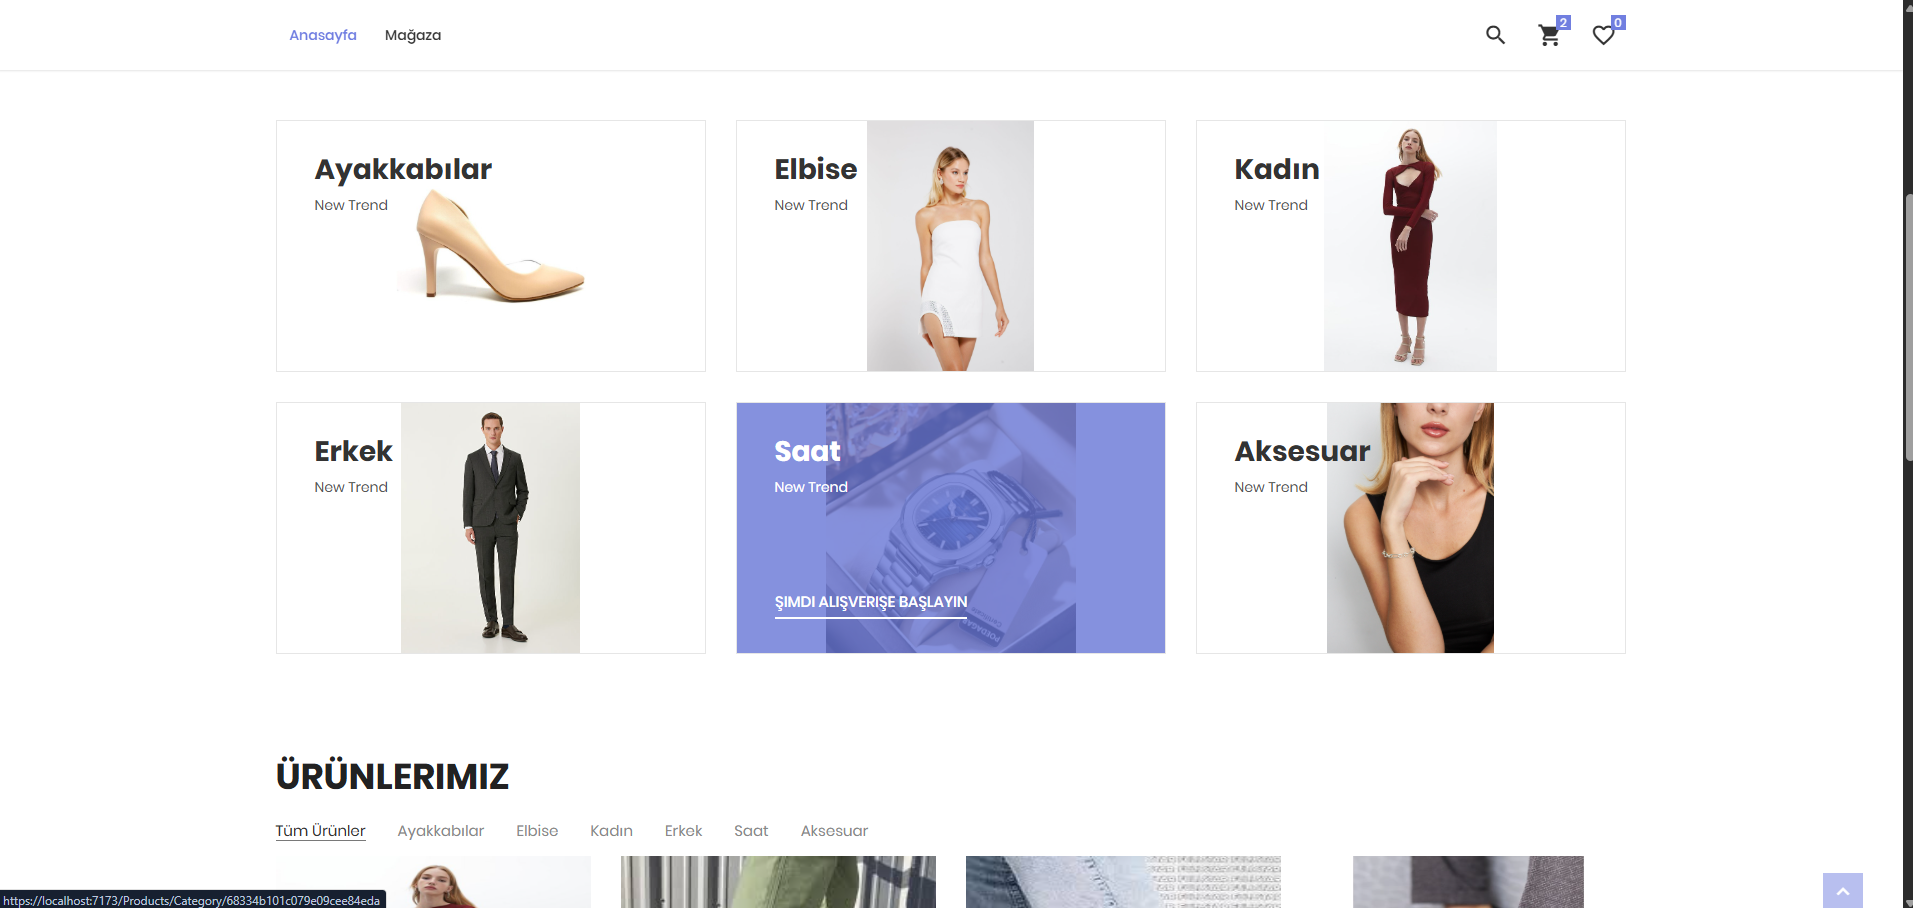 Anasayfa Mağaza 2 0
Ayakkabılar
New Trend
Elbise
New Trend
Kadın
New Trend
Erkek
New Trend
Saat
New Trend
ŞIMDI ALIŞVERIŞE BAŞLAYIN
Aksesuar
New Trend
ÜRÜNLERIMIZ
Tüm Ürünler Ayakkabılar Elbise Kadın Erkek Saat Aksesuar
https://localhost:7173/Products/Category/68334b101c079e09cee84eda